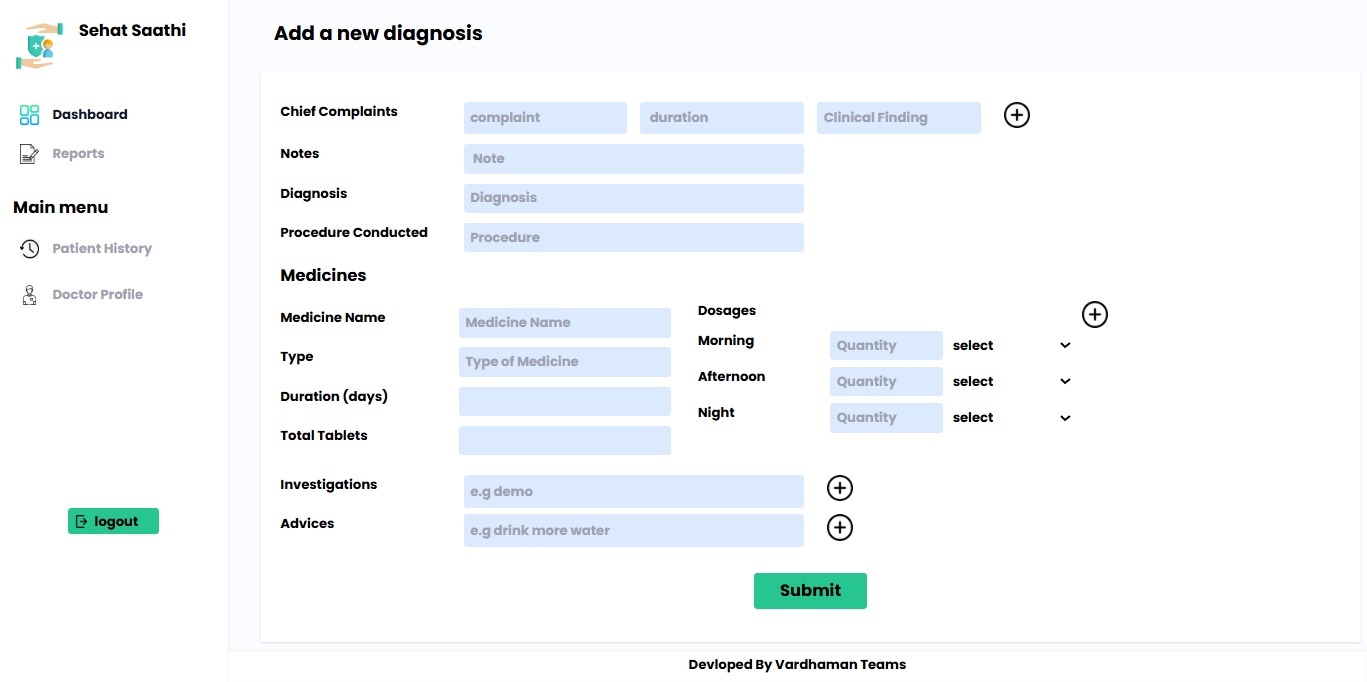 Sehat Saathi
Dashboard
Reports
Main menu
Patient History
Doctor Profile
logout
Add a new diagnosis
Chief Complaints complaint duration Clinical Finding
Notes Note
Diagnosis Diagnosis
Procedure Conducted Procedure
Medicines
Medicine Name Medicine Name
Type Type of Medicine
Duration (days)
Total Tablets
Dosages
Morning Quantity select
Afternoon Quantity select
Night Quantity select
Investigations e.g demo
Advices e.g drink more water
Submit
Devloped By Vardhaman Teams